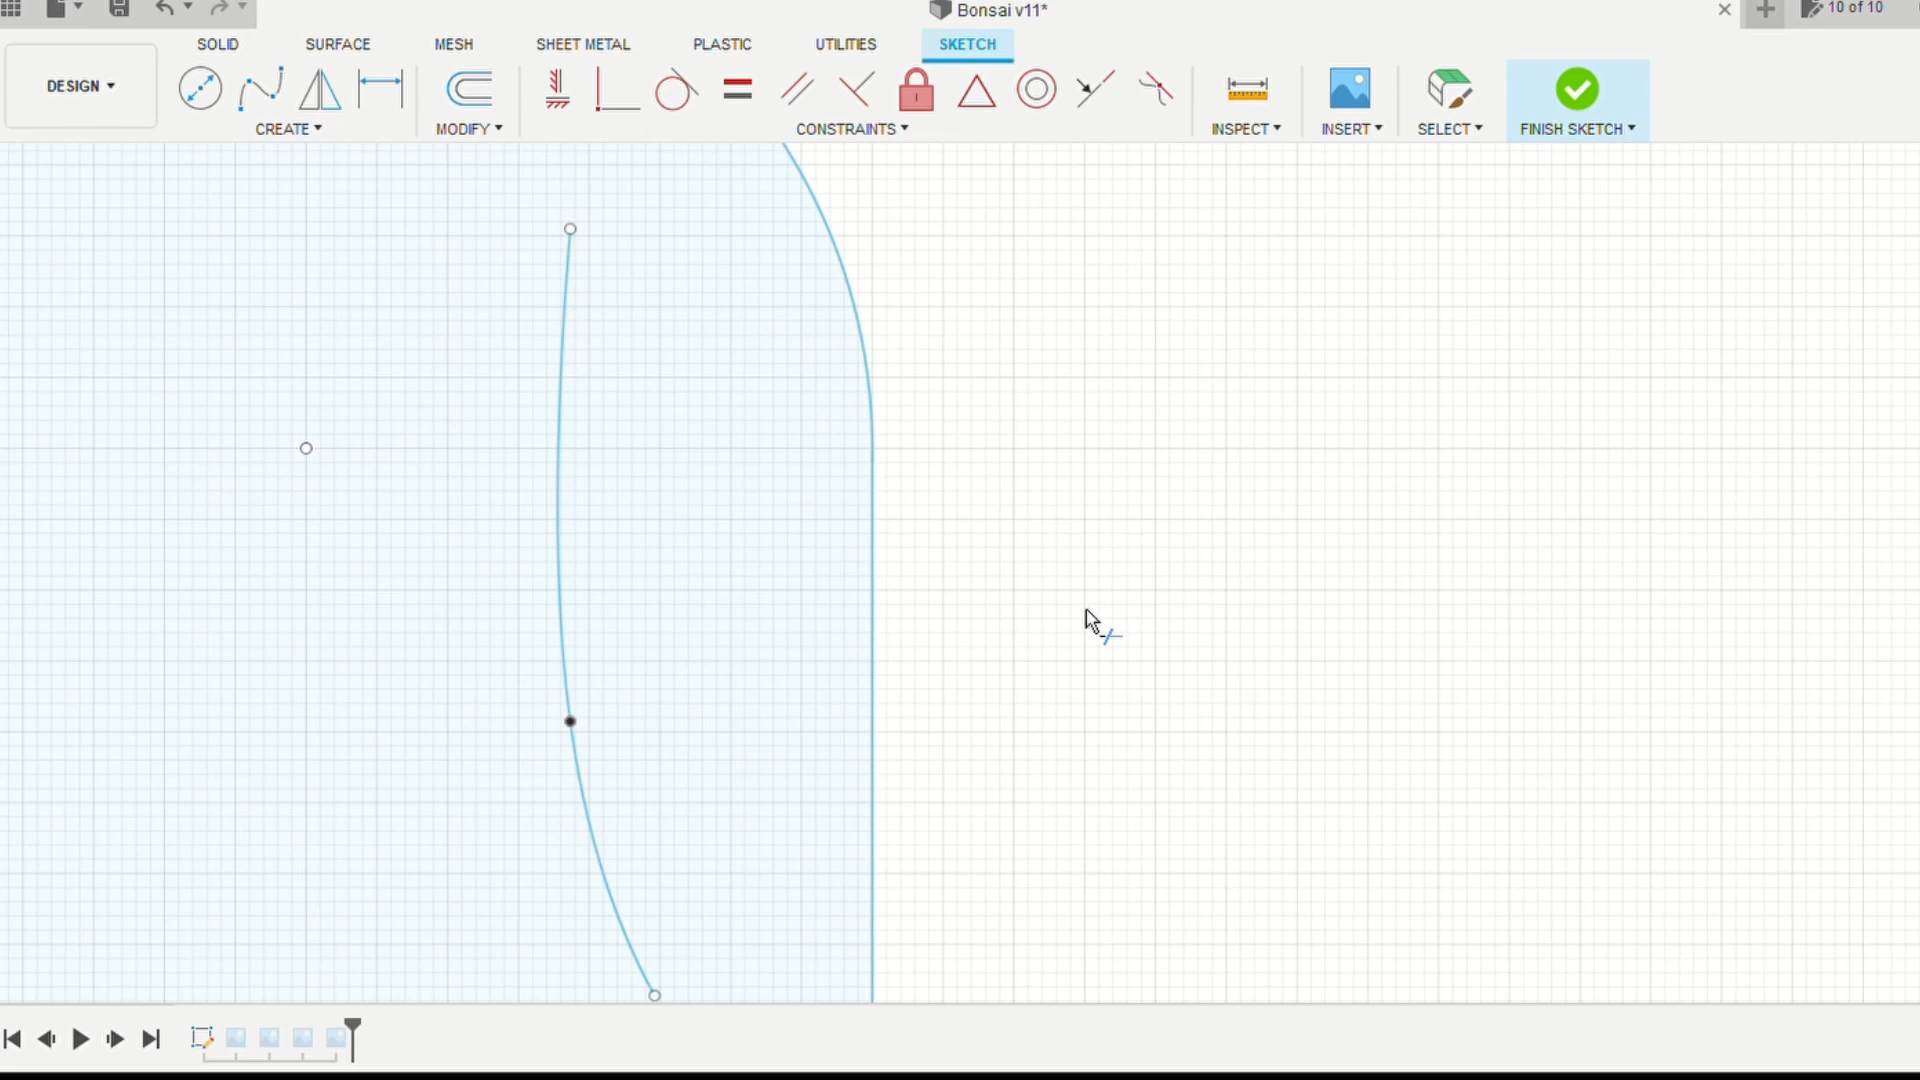 Bonsai v11*
10 of 10
SOLID SURFACE MESH SHEET METAL PLASTIC UTILITIES SKETCH
DESIGN
CREATE MODIFY CONSTRAINTS INSPECT INSERT SELECT FINISH SKETCH